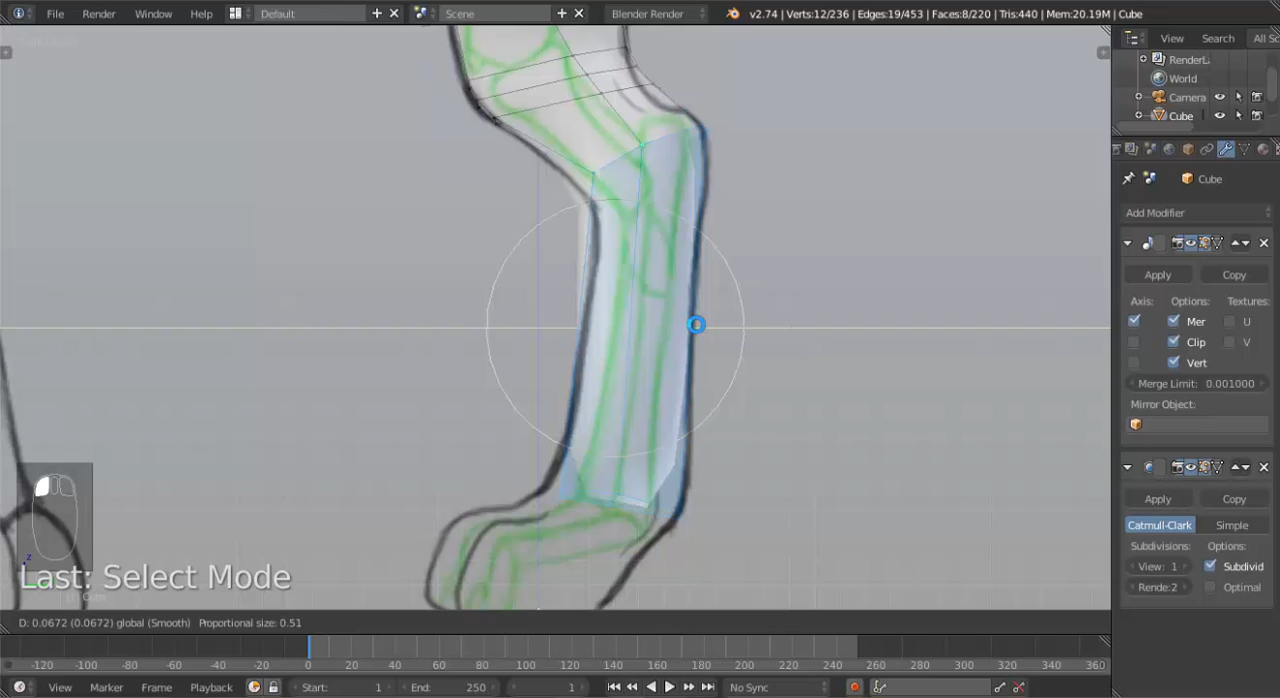 File Render Window Help Default Scene Blender Render v2.74 | Verts:12/236 | Edges:19/453 | Faces:8/220 | Tris:440 | Mem:20.19M | Cube
View Search All Sc
RenderL
World
Camera
Cube
Cube
Add Modifier
Apply Copy
Axis: Options: Textures:
Mer U
Clip V
Vert
Merge Limit: 0.001000
Mirror Object:
Apply Copy
Catmull-Clark Simple
Subdivisions: Options:
View: 1 Subdivid
Rende:2 Optimal
z
Last: Select Mode
D: 0.0672 (0.0672) global (Smooth) Proportional size: 0.51
-120 -100 -80 -60 -40 -20 0 20 40 60 80 100 120 140 160 180 200 220 240 260 280 300 320 340 360
View Marker Frame Playback Start: 1 End: 250 1 No Sync